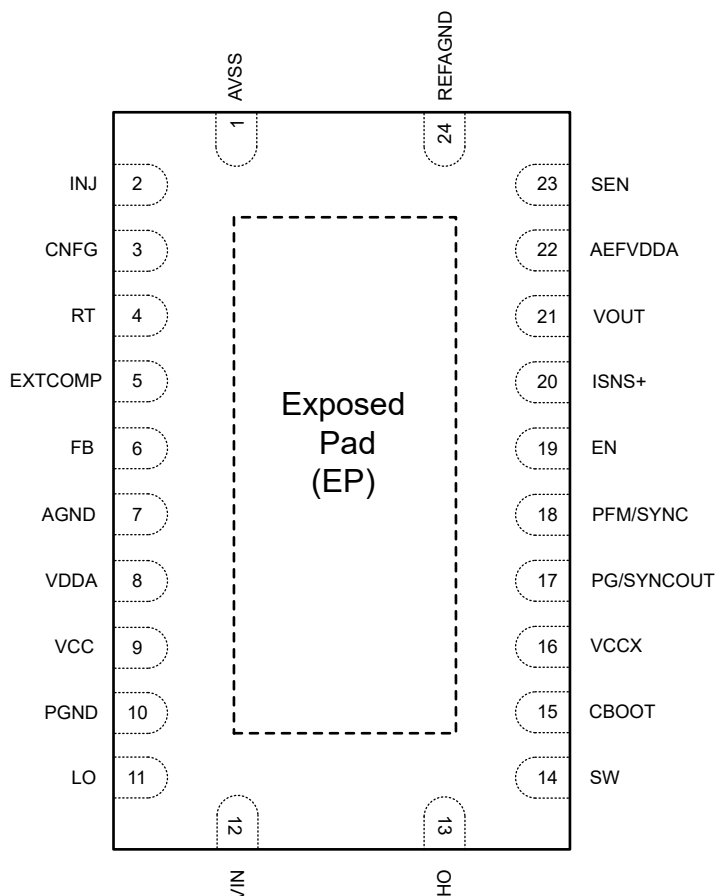 AVSS
REFAGND
1
24
INJ 2
23 SEN
CNFG 3
22 AEFVDDA
RT 4
21 VOUT
EXTCOMP 5
20 ISNS+
Exposed
Pad
(EP)
FB 6
19 EN
AGND 7
18 PFM/SYNC
VDDA 8
17 PG/SYNCOUT
VCC 9
16 VCCX
PGND 10
15 CBOOT
LO 11
14 SW
12
13
VIN
HO